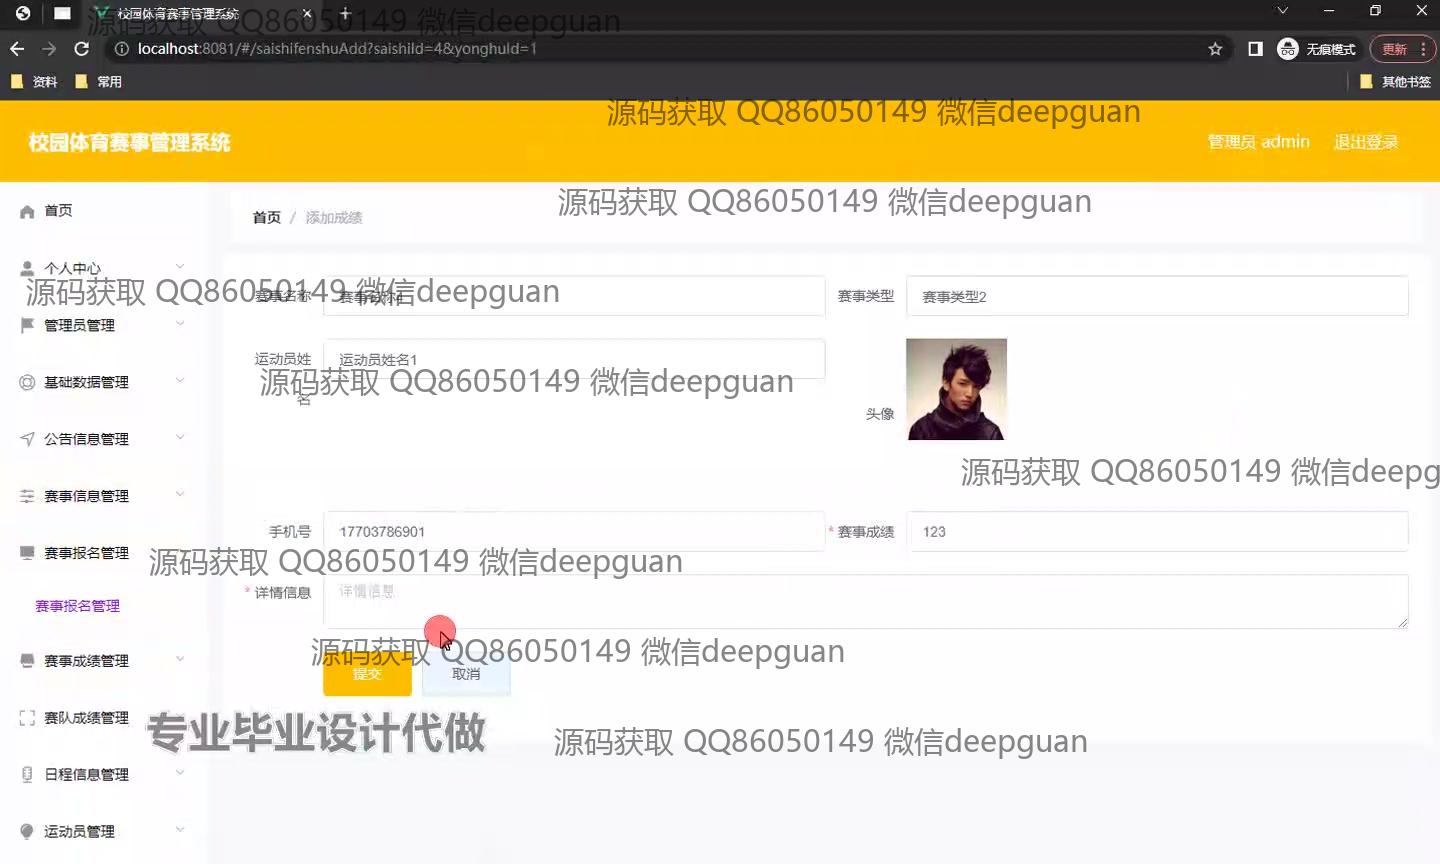 校园体育赛事管理系统
源码获取 QQ86050149 微信deepguan
localhost:8081/#/saishifenshuAdd?saishiId=4&yonghuId=1
无痕模式
更新
资料
常用
其他书签
源码获取 QQ86050149 微信deepguan
校园体育赛事管理系统
管理员 admin
退出登录
源码获取 QQ86050149 微信deepguan
首页
首页 / 添加成绩
个人中心
源码获取 QQ86050149 微信deepguan
赛事名称
赛事类型
赛事类型2
管理员管理
运动员姓名
运动员姓名1
基础数据管理
源码获取 QQ86050149 微信deepguan
头像
公告信息管理
源码获取 QQ86050149 微信deepg
赛事信息管理
手机号
17703786901
* 赛事成绩
123
赛事报名管理
源码获取 QQ86050149 微信deepguan
* 详情信息
详情信息
赛事报名管理
源码获取 QQ86050149 微信deepguan
赛事成绩管理
提交
取消
赛队成绩管理
专业毕业设计代做
源码获取 QQ86050149 微信deepguan
日程信息管理
运动员管理